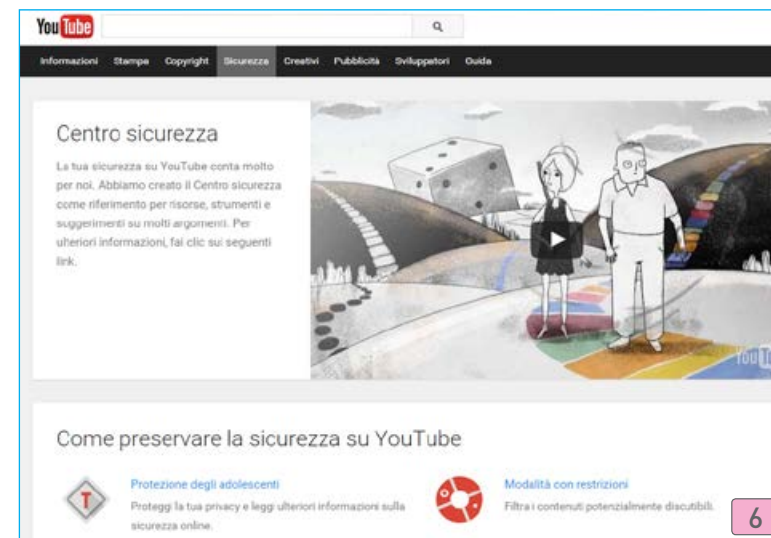 YouTube
Informazioni Stampa Copyright Sicurezza Creativi Pubblicità Sviluppatori Guida
Centro sicurezza
La tua sicurezza su YouTube conta molto
per noi. Abbiamo creato il Centro sicurezza
come riferimento per risorse, strumenti e
suggerimenti su molti argomenti. Per
ulteriori informazioni, fai clic sui seguenti
link.
You Tu
Come preservare la sicurezza su YouTube
T
Protezione degli adolescenti
Proteggi la tua privacy e leggi ulteriori informazioni sulla
sicurezza online.
Modalità con restrizioni
Filtra i contenuti potenzialmente discutibili.
6